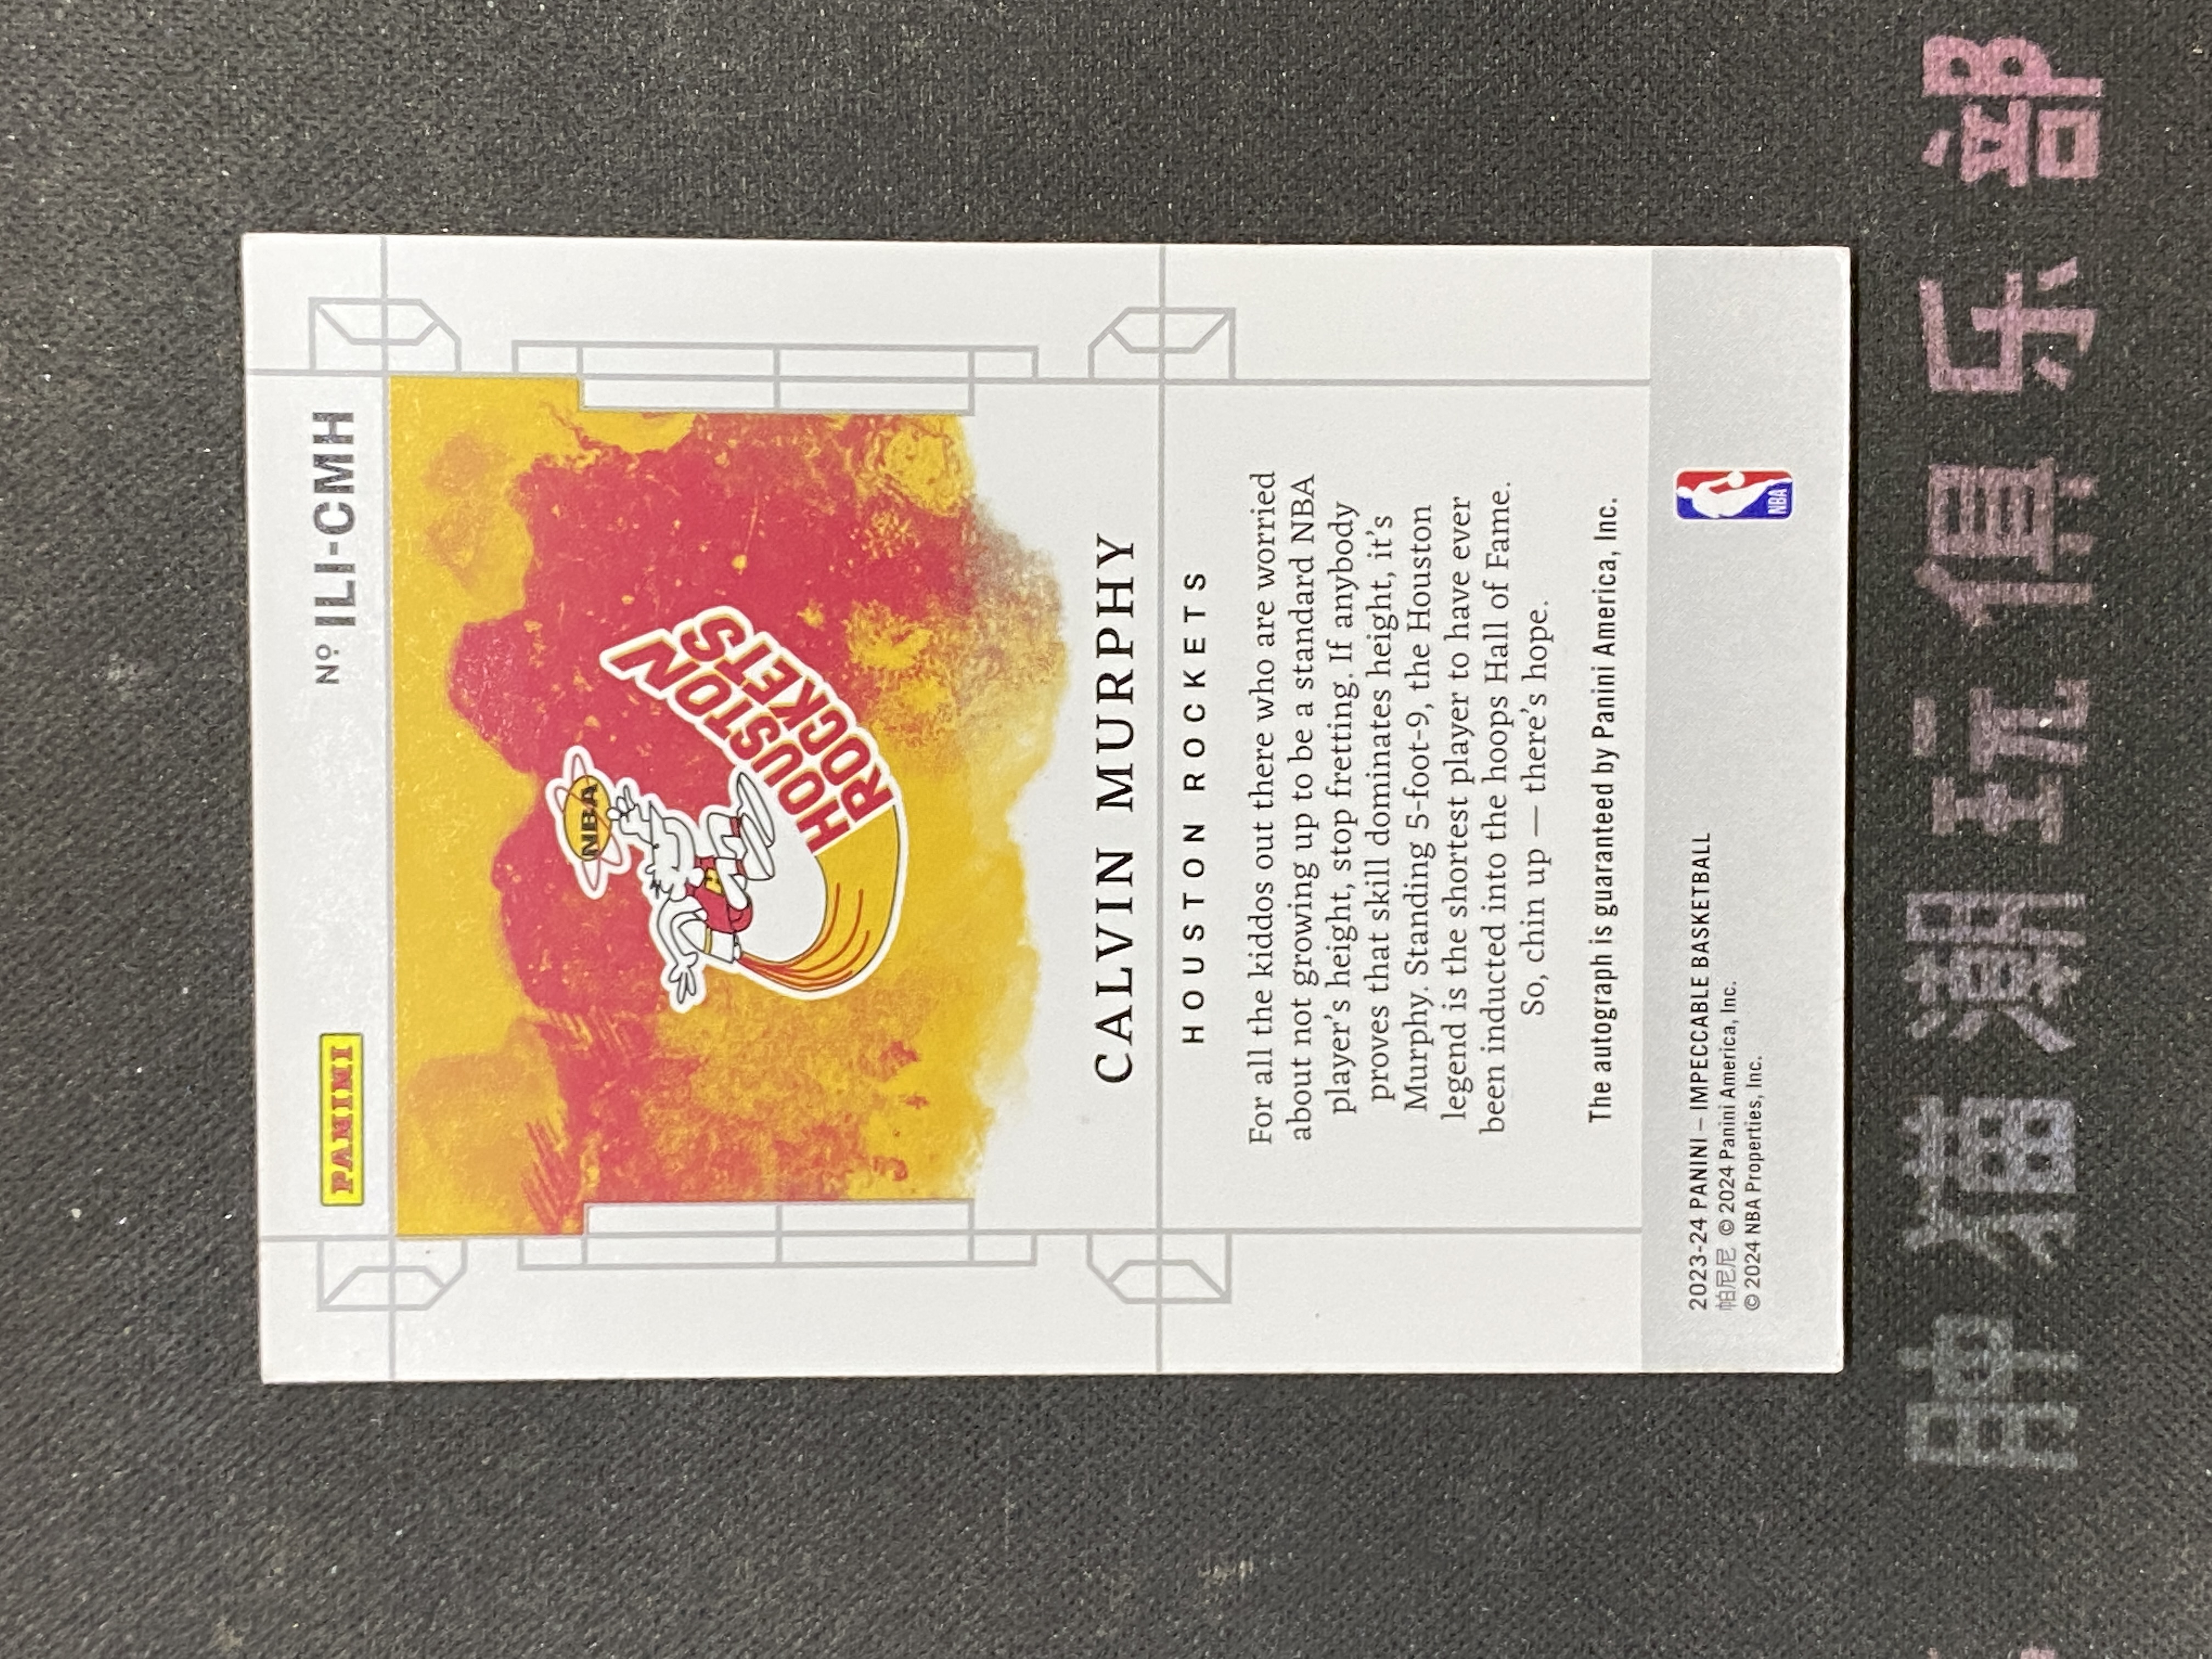 PANINI
Nº ILI-CMH
NBA
HOUSTON
ROCKETS
CALVIN MURPHY
HOUSTON ROCKETS
For all the kiddos out there who are worried
about not growing up to be a standard NBA
player's height, stop fretting. If anybody
proves that skill dominates height, it's
Murphy. Standing 5-foot-9, the Houston
legend is the shortest player to have ever
been inducted into the hoops Hall of Fame.
So, chin up — there's hope.
The autograph is guaranteed by Panini America, Inc.
2023-24 PANINI – IMPECCABLE BASKETBALL
帕尼尼 © 2024 Panini America, Inc.
© 2024 NBA Properties, Inc.
NBA
肿猫潮玩俱乐部